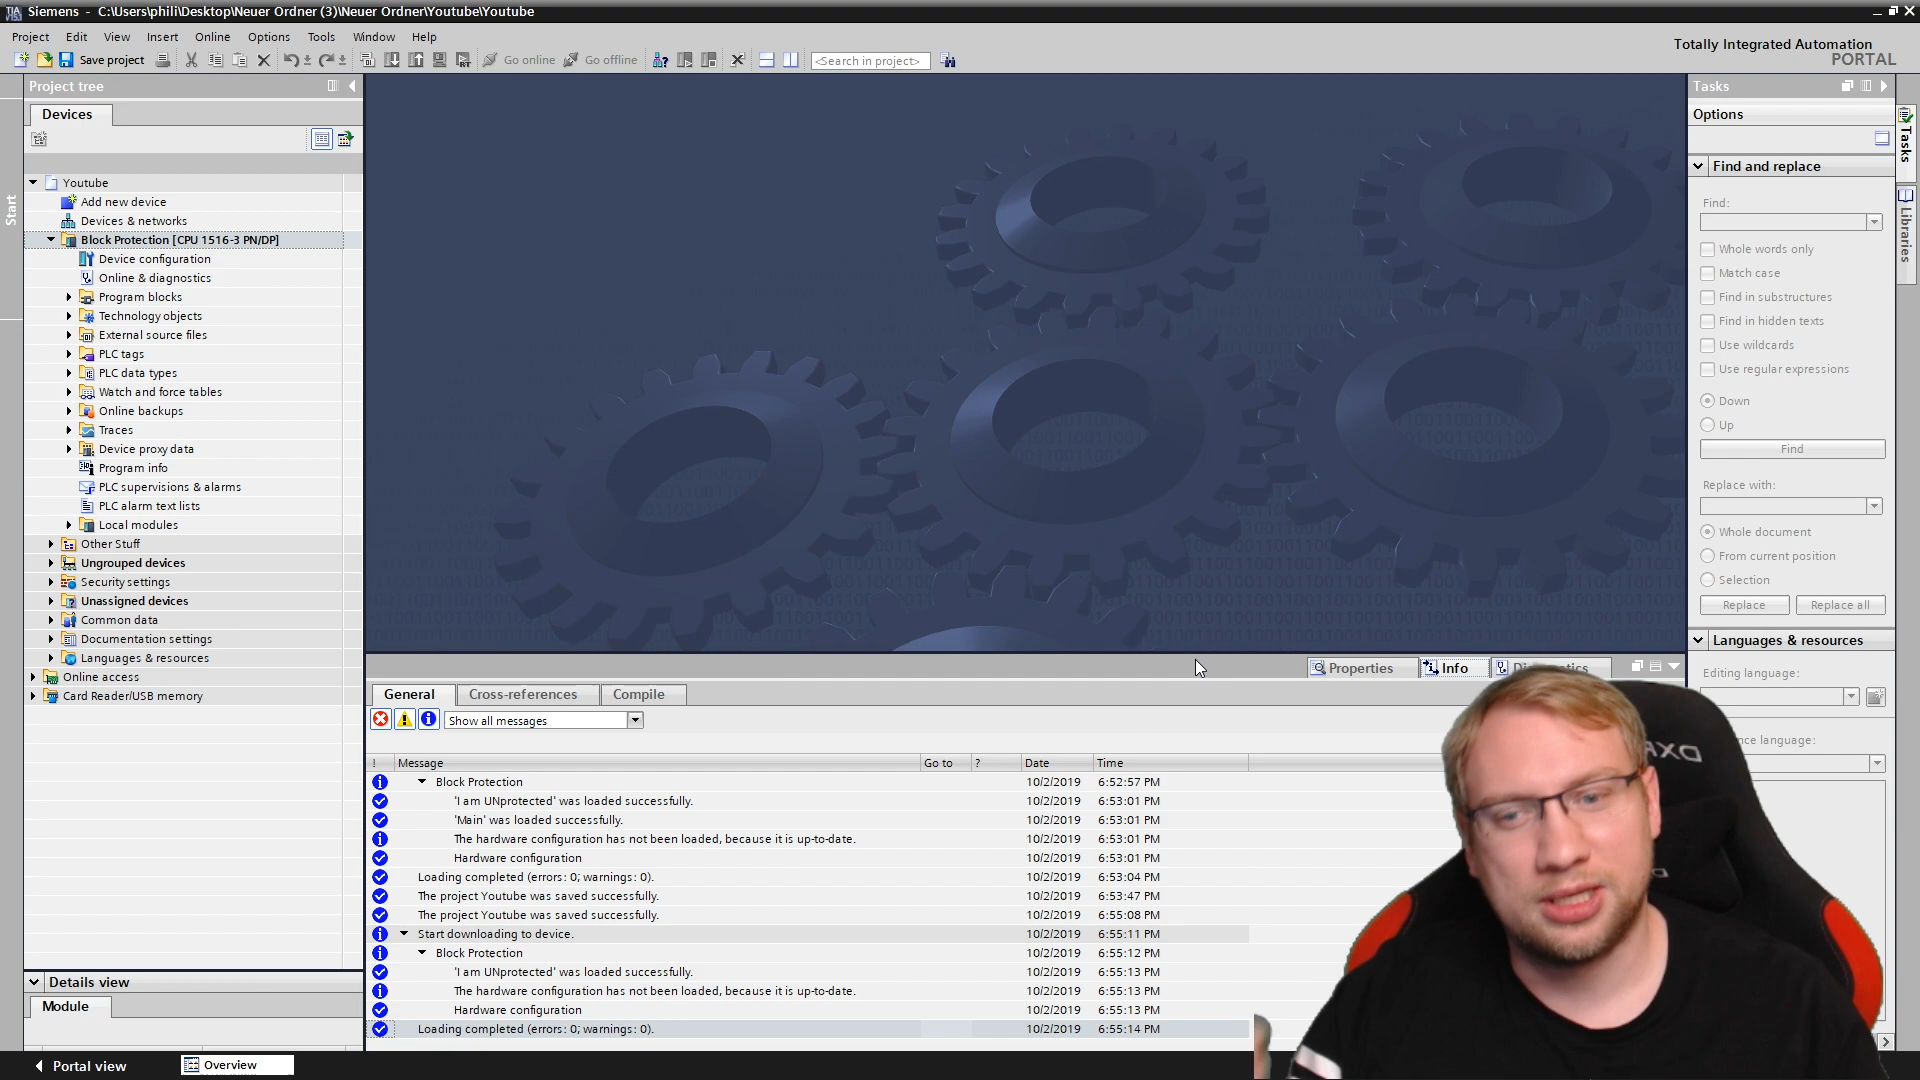 Siemens - C:\Users\phili\Desktop\Neuer Ordner (3)\Neuer Ordner\Youtube\Youtube
Project Edit View Insert Online Options Tools Window Help
Totally Integrated Automation
PORTAL
Save project
Go online
Go offline
<Search in project>
Project tree
Devices
Start
Youtube
Add new device
Devices & networks
Block Protection [CPU 1516-3 PN/DP]
Device configuration
Online & diagnostics
Program blocks
Technology objects
External source files
PLC tags
PLC data types
Watch and force tables
Online backups
Traces
Device proxy data
Program info
PLC supervisions & alarms
PLC alarm text lists
Local modules
Other Stuff
Ungrouped devices
Security settings
Unassigned devices
Common data
Documentation settings
Languages & resources
Online access
Card Reader/USB memory
Details view
Module
Portal view
Overview
Properties
Info
General
Cross-references
Compile
Show all messages
! Message Go to ? Date Time
Block Protection 10/2/2019 6:52:57 PM
'I am UNprotected' was loaded successfully. 10/2/2019 6:53:01 PM
'Main' was loaded successfully. 10/2/2019 6:53:01 PM
The hardware configuration has not been loaded, because it is up-to-date. 10/2/2019 6:53:01 PM
Hardware configuration 10/2/2019 6:53:01 PM
Loading completed (errors: 0; warnings: 0). 10/2/2019 6:53:04 PM
The project Youtube was saved successfully. 10/2/2019 6:53:47 PM
The project Youtube was saved successfully. 10/2/2019 6:55:08 PM
Start downloading to device. 10/2/2019 6:55:11 PM
Block Protection 10/2/2019 6:55:12 PM
'I am UNprotected' was loaded successfully. 10/2/2019 6:55:13 PM
The hardware configuration has not been loaded, because it is up-to-date. 10/2/2019 6:55:13 PM
Hardware configuration 10/2/2019 6:55:13 PM
Loading completed (errors: 0; warnings: 0). 10/2/2019 6:55:14 PM
Tasks
Options
Find and replace
Find:
Whole words only
Match case
Find in substructures
Find in hidden texts
Use wildcards
Use regular expressions
Down
Up
Find
Replace with:
Whole document
From current position
Selection
Replace
Replace all
Languages & resources
Editing language:
language:
Tasks
Libraries